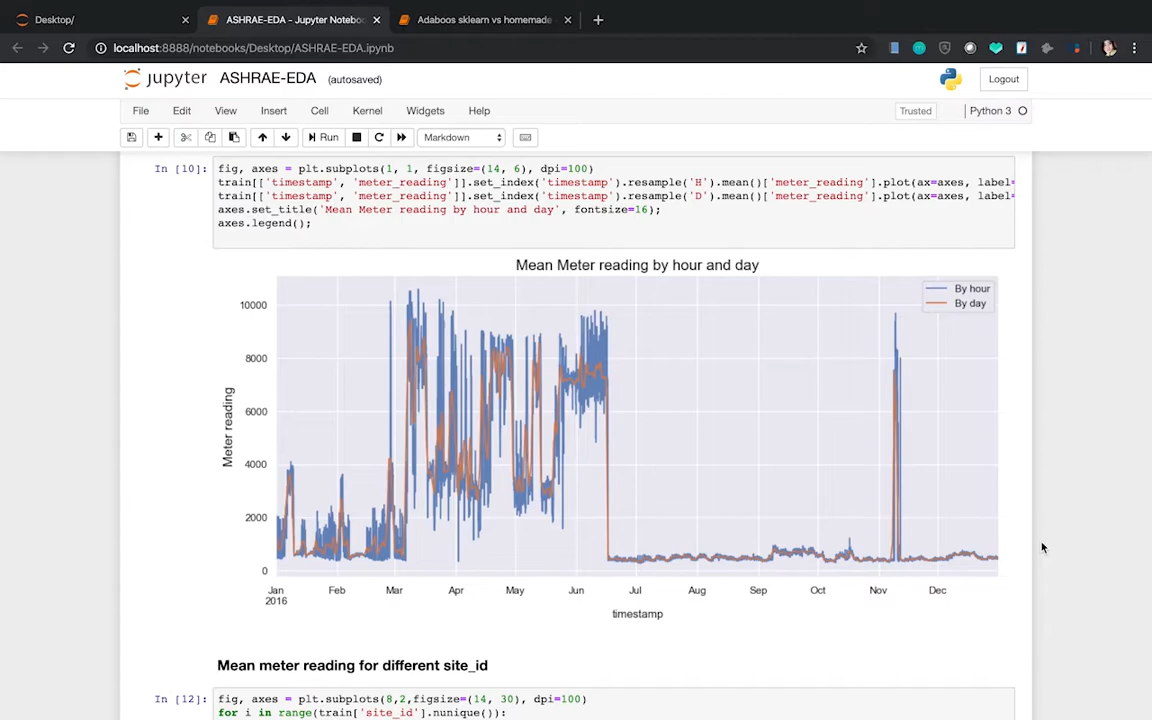 Desktop/
ASHRAE-EDA - Jupyter Noteboo
Adaboos sklearn vs homemade
localhost:8888/notebooks/Desktop/ASHRAE-EDA.ipynb
jupyter ASHRAE-EDA (autosaved)
Logout
File Edit View Insert Cell Kernel Widgets Help
Trusted Python 3
Run Markdown
In [10]: fig, axes = plt.subplots(1, 1, figsize=(14, 6), dpi=100)
train[['timestamp', 'meter_reading']].set_index('timestamp').resample('H').mean()['meter_reading'].plot(ax=axes, label=
train[['timestamp', 'meter_reading']].set_index('timestamp').resample('D').mean()['meter_reading'].plot(ax=axes, label=
axes.set_title('Mean Meter reading by hour and day', fontsize=16);
axes.legend();
Mean Meter reading by hour and day
By hour
By day
10000
8000
6000
4000
2000
0
Meter reading
Jan Feb Mar Apr May Jun Jul Aug Sep Oct Nov Dec
2016
timestamp
Mean meter reading for different site_id
In [12]: fig, axes = plt.subplots(8,2,figsize=(14, 30), dpi=100)
for i in range(train['site_id'].nunique()):